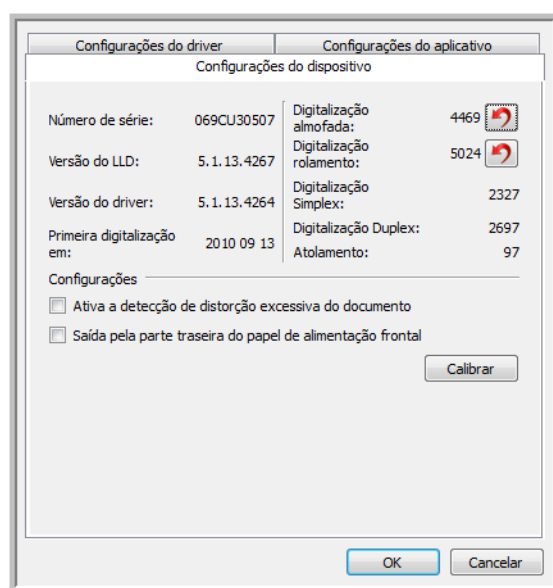 Configurações do driver
Configurações do aplicativo
Configurações do dispositivo
Número de série: 069CU30507
Versão do LLD: 5.1.13.4267
Versão do driver: 5.1.13.4264
Primeira digitalização
em: 2010 09 13
Digitalização
almofada: 4469
Digitalização
rolamento: 5024
Digitalização
Simplex: 2327
Digitalização Duplex: 2697
Atolamento: 97
Configurações
Ativa a detecção de distorção excessiva do documento
Saída pela parte traseira do papel de alimentação frontal
Calibrar
OK
Cancelar